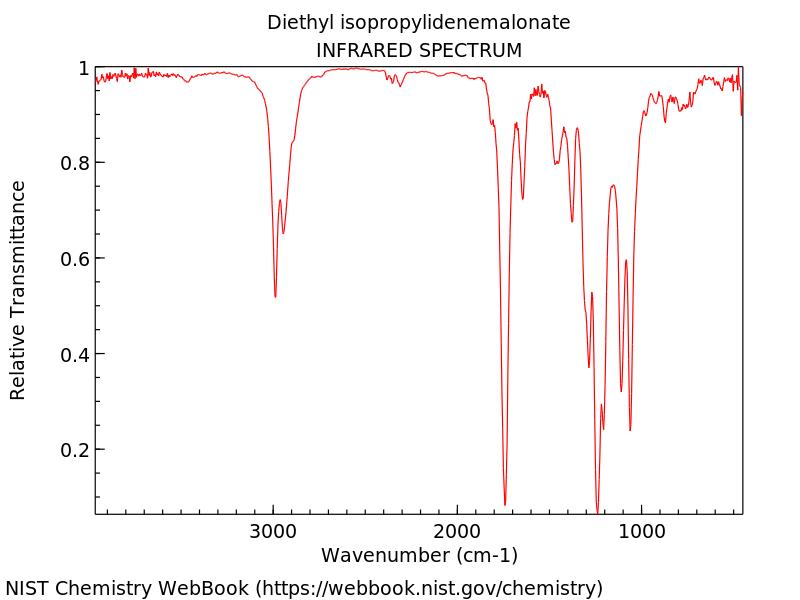 Diethyl isopropylidenemalonate
INFRARED SPECTRUM
1
0.8
0.6
0.4
0.2
Relative Transmittance
3000 2000 1000
Wavenumber (cm-1)
NIST Chemistry WebBook (https://webbook.nist.gov/chemistry)